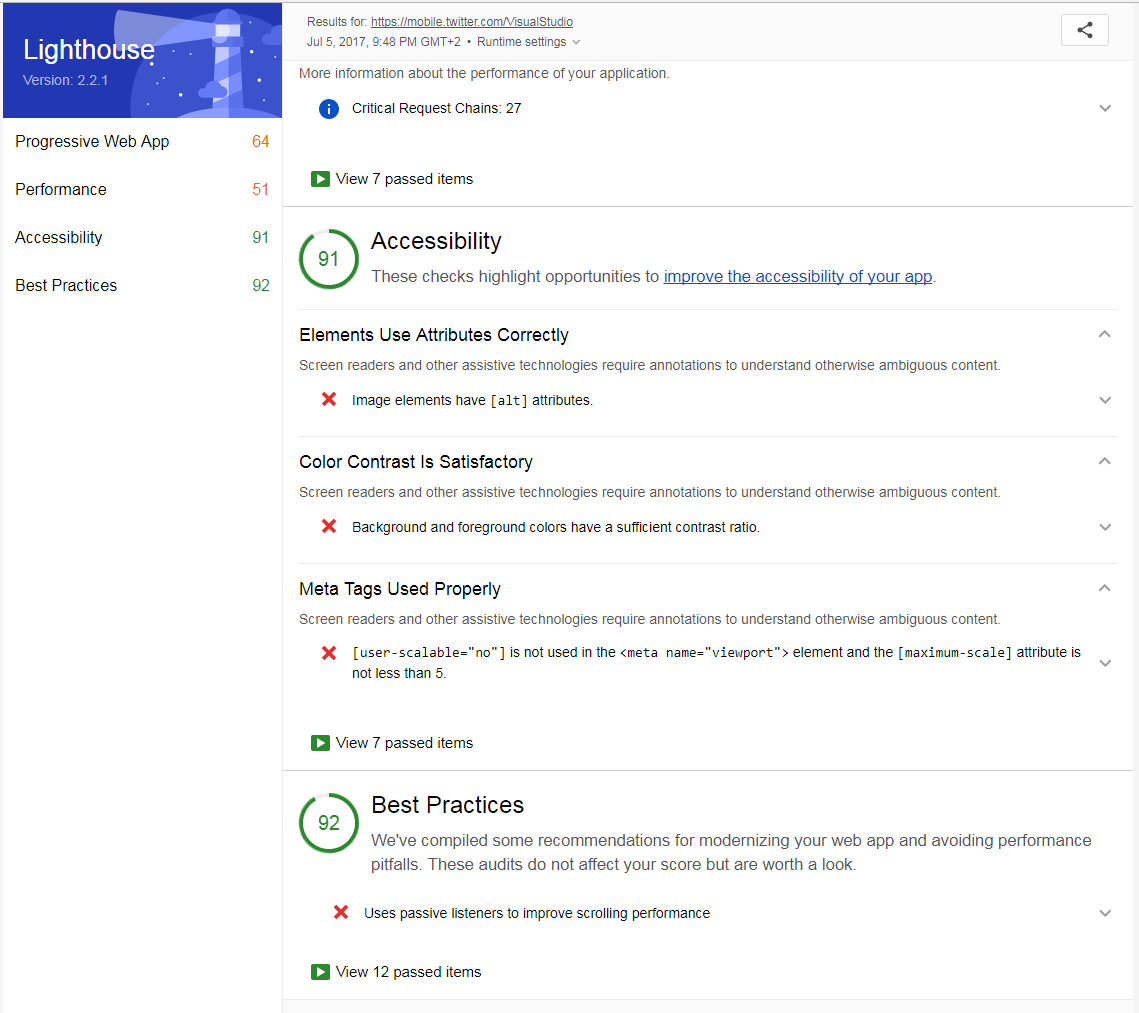 Lighthouse
Version: 2.2.1
Progressive Web App 64
Performance 51
Accessibility 91
Best Practices 92
Results for: https://mobile.twitter.com/VisualStudio
Jul 5, 2017, 9:48 PM GMT+2 • Runtime settings
More information about the performance of your application.
i Critical Request Chains: 27
View 7 passed items
91
Accessibility
These checks highlight opportunities to improve the accessibility of your app.
Elements Use Attributes Correctly
Screen readers and other assistive technologies require annotations to understand otherwise ambiguous content.
Image elements have [alt] attributes.
Color Contrast Is Satisfactory
Screen readers and other assistive technologies require annotations to understand otherwise ambiguous content.
Background and foreground colors have a sufficient contrast ratio.
Meta Tags Used Properly
Screen readers and other assistive technologies require annotations to understand otherwise ambiguous content.
[user-scalable="no"] is not used in the <meta name="viewport"> element and the [maximum-scale] attribute is
not less than 5.
View 7 passed items
92
Best Practices
We've compiled some recommendations for modernizing your web app and avoiding performance
pitfalls. These audits do not affect your score but are worth a look.
Uses passive listeners to improve scrolling performance
View 12 passed items